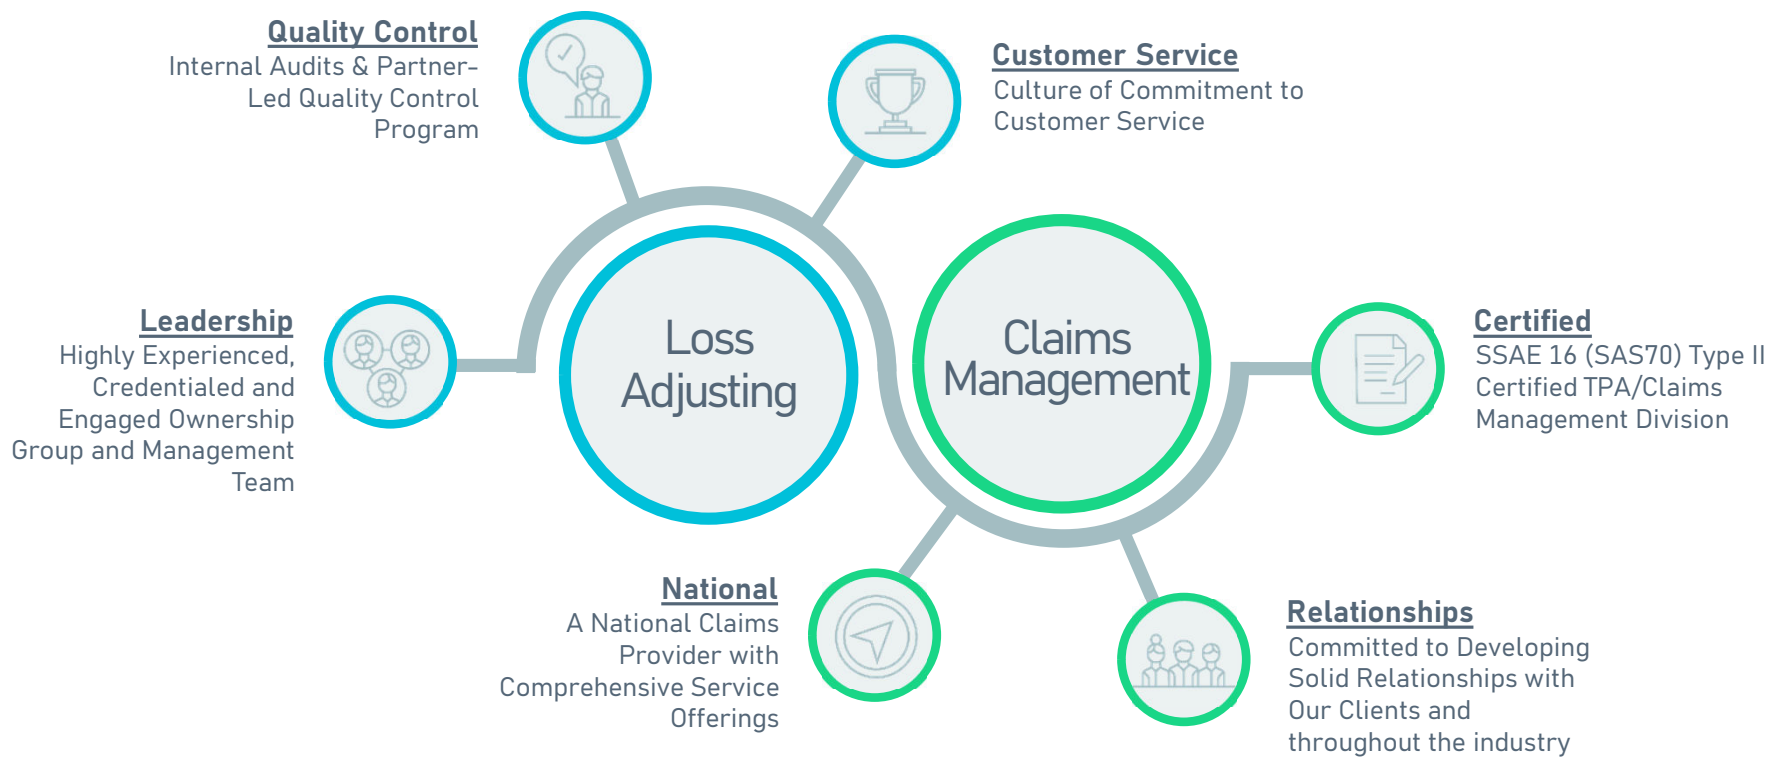 Quality Control
Internal Audits & Partner-
Led Quality Control
Program
Customer Service
Culture of Commitment to
Customer Service
Leadership
Highly Experienced,
Credentialed and
Engaged Ownership
Group and Management
Team
Loss
Adjusting
Claims
Management
Certified
SSAE 16 (SAS70) Type II
Certified TPA/Claims
Management Division
National
A National Claims
Provider with
Comprehensive Service
Offerings
Relationships
Committed to Developing
Solid Relationships with
Our Clients and
throughout the industry